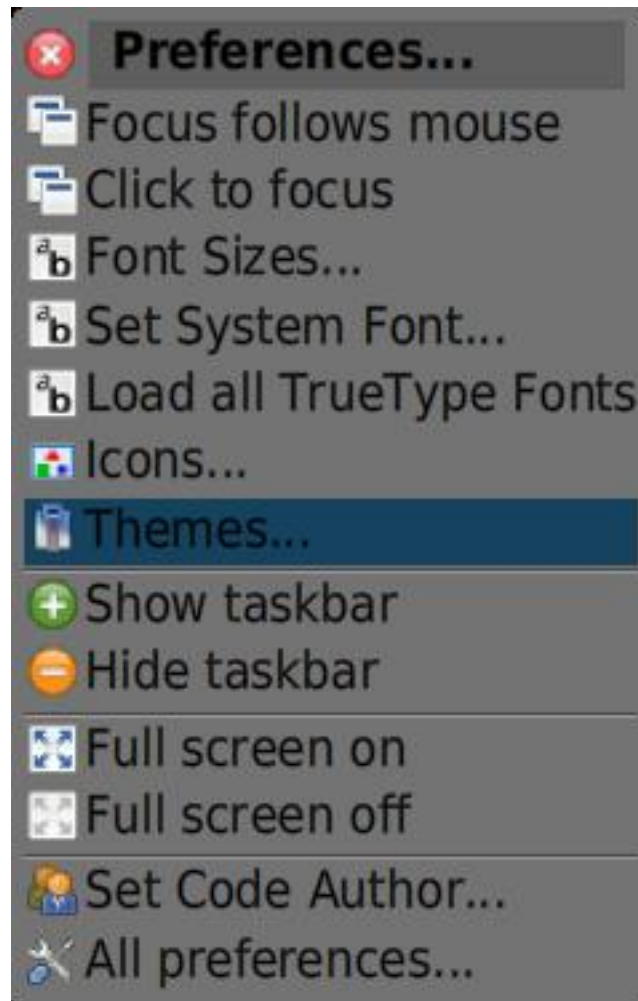 Preferences...
Focus follows mouse
Click to focus
Font Sizes...
Set System Font...
Load all TrueType Fonts
Icons...
Themes...
Show taskbar
Hide taskbar
Full screen on
Full screen off
Set Code Author...
All preferences...